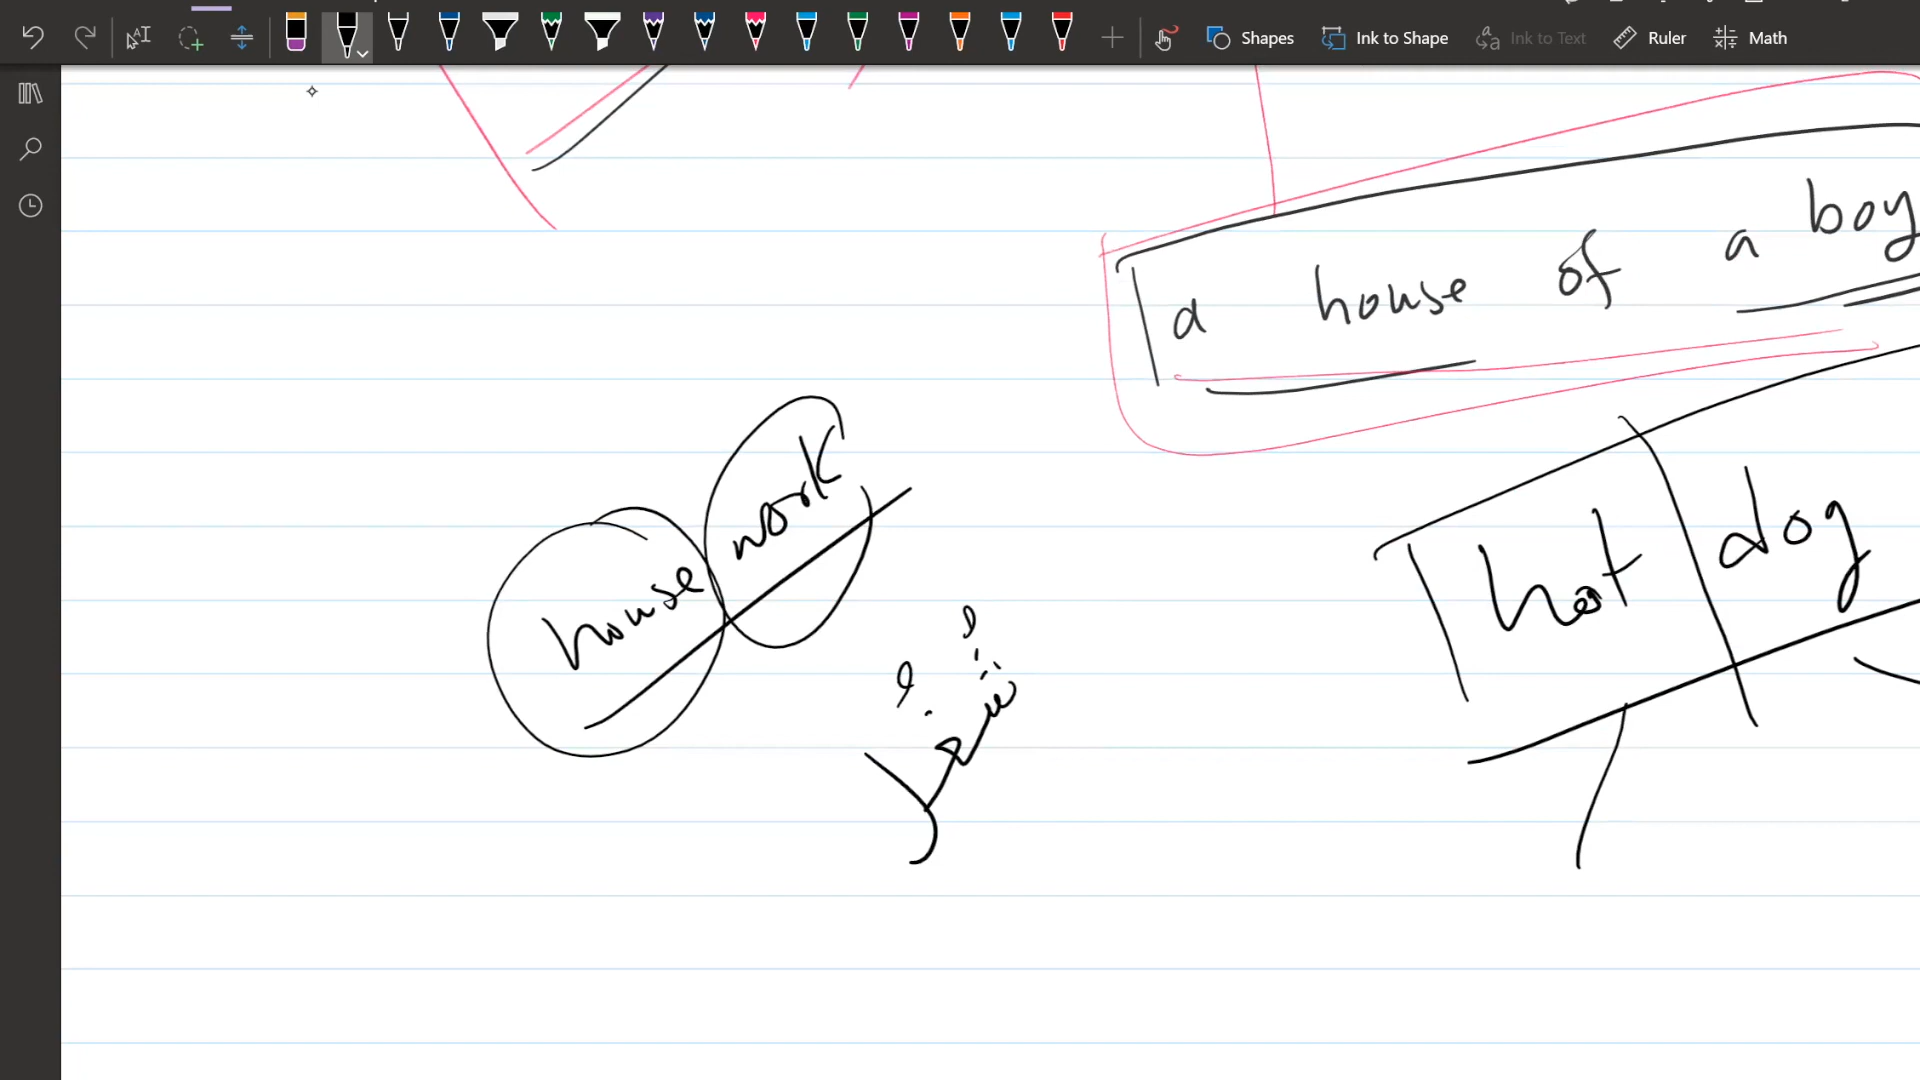 Shapes Ink to Shape Ink to Text Ruler Math
a house of a boy
house work
hot dog